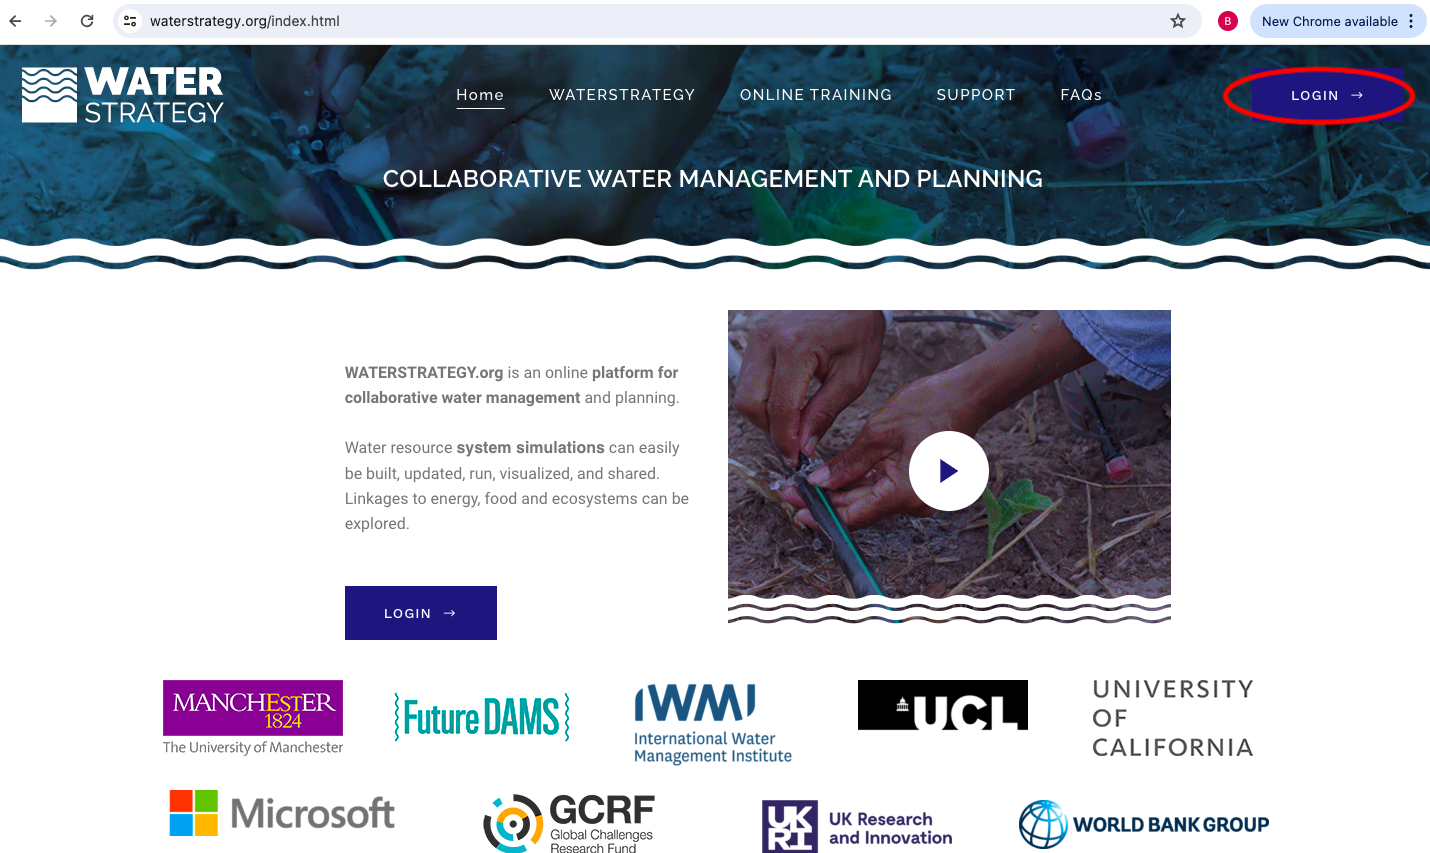 waterstrategy.org/index.html
B
New Chrome available
WATER
STRATEGY
Home
WATERSTRATEGY
ONLINE TRAINING
SUPPORT
FAQs
LOGIN →
COLLABORATIVE WATER MANAGEMENT AND PLANNING
WATERSTRATEGY.org is an online platform for
collaborative water management and planning.
Water resource system simulations can easily
be built, updated, run, visualized, and shared.
Linkages to energy, food and ecosystems can be
explored.
LOGIN →
MANCHESTER
1824
The University of Manchester
Future DAMS
IWMI
International Water
Management Institute
UCL
UNIVERSITY
OF
CALIFORNIA
Microsoft
GCRF
Global Challenges
Research Fund
UK
RI
UK Research
and Innovation
WORLD BANK GROUP